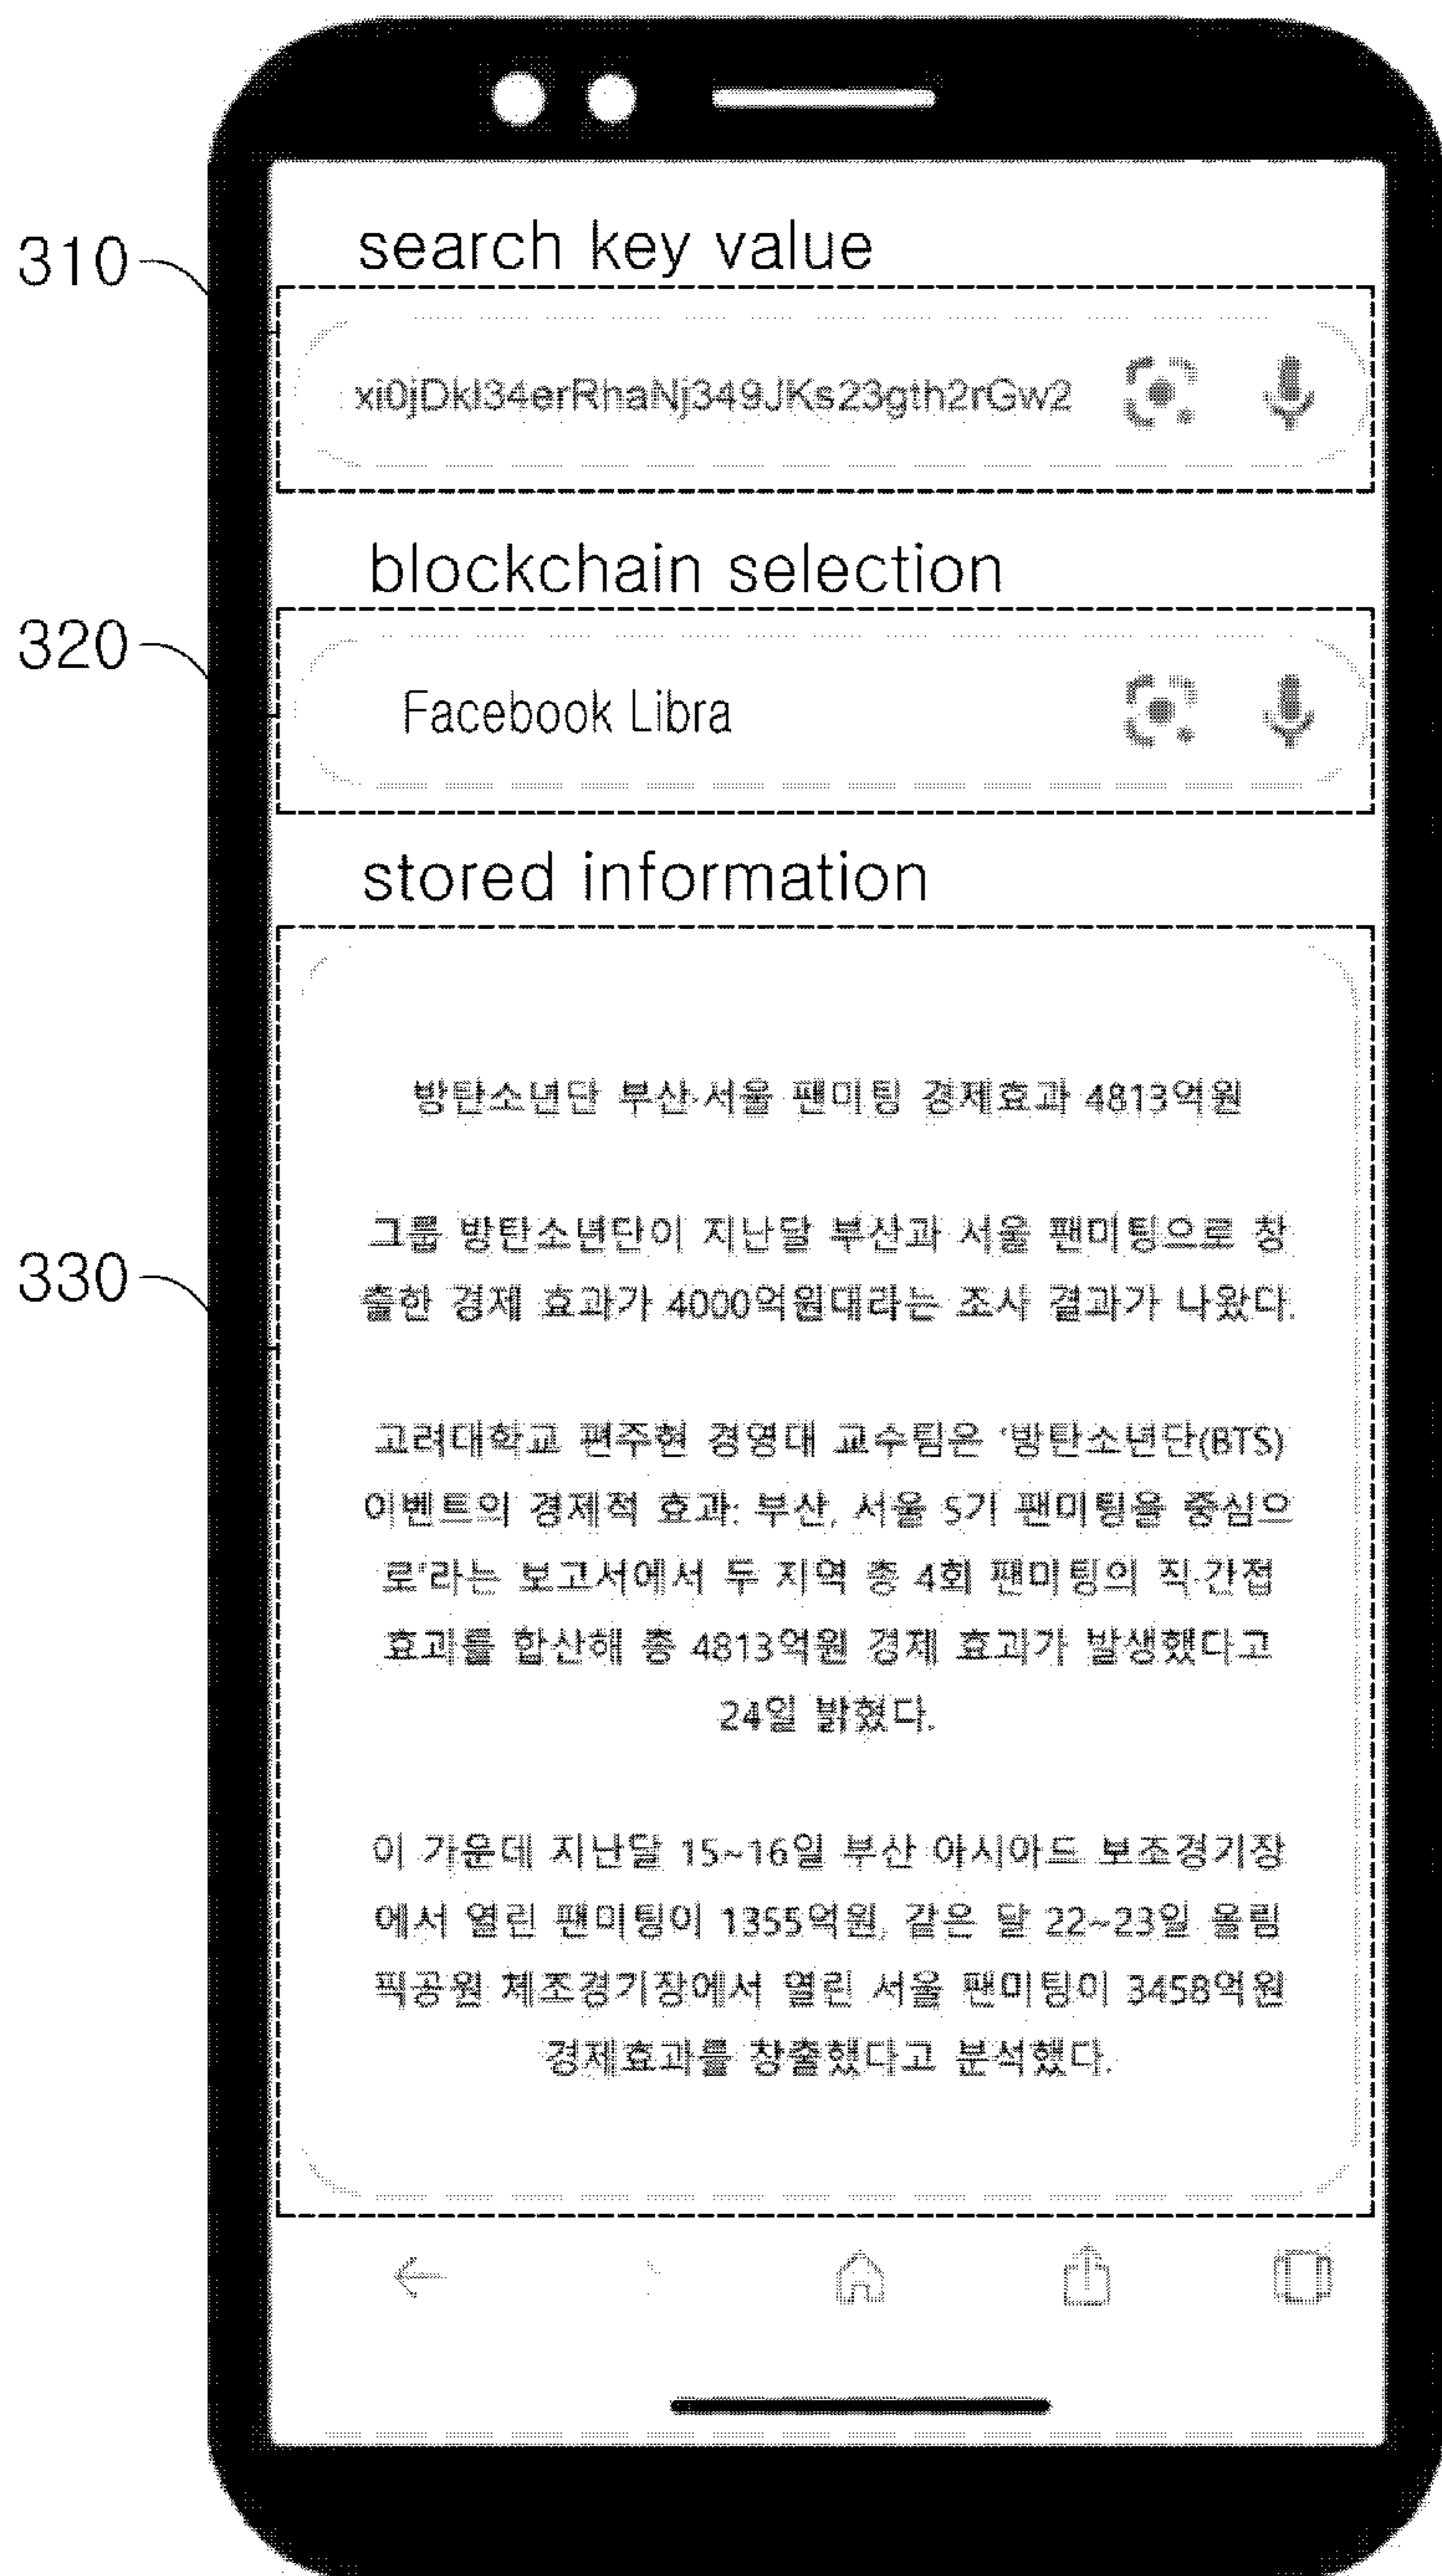 search key value
310
xi0jDkl34erRhaNj349JKs23gth2rGw2
blockchain selection
320
Facebook Libra
stored information
방탄소년단 부산·서울 팬미팅 경제효과 4813억원
그룹 방탄소년단이 지난달 부산과 서울 팬미팅으로 창
출한 경제 효과가 4000억원대라는 조사 결과가 나왔다.
330
고려대학교 편주현 경영대 교수팀은 '방탄소년단(BTS)
이벤트의 경제적 효과: 부산, 서울 5기 팬미팅을 중심으
로'라는 보고서에서 두 지역 총 4회 팬미팅의 직·간접
효과를 합산해 총 4813억원 경제 효과가 발생했다고
24일 밝혔다.
이 가운데 지난달 15~16일 부산 아시아드 보조경기장
에서 열린 팬미팅이 1355억원, 같은 달 22~23일 올림
픽공원 체조경기장에서 열린 서울 팬미팅이 3458억원
경제효과를 창출했다고 분석했다.